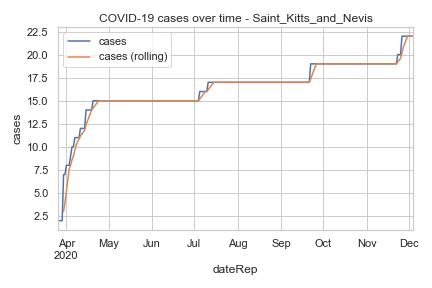 COVID-19 cases over time - Saint_Kitts_and_Nevis
22.5
20.0
17.5
15.0
12.5
10.0
7.5
5.0
2.5
cases
cases
cases (rolling)
Apr
2020
May
Jun
Jul
Aug
Sep
Oct
Nov
Dec
dateRep